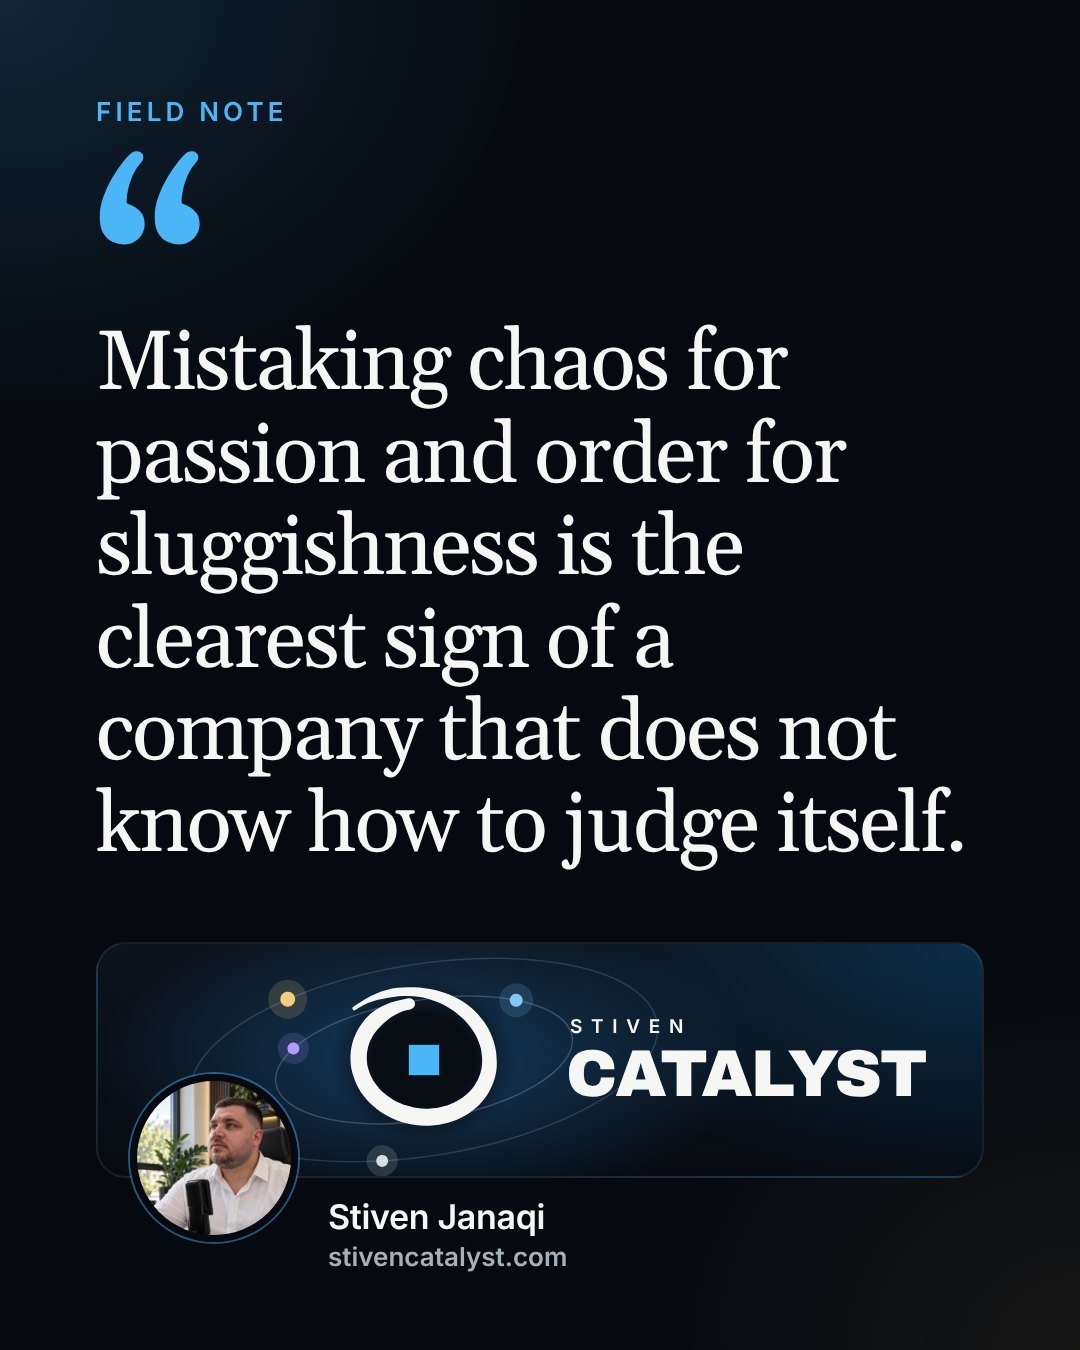 FIELD NOTE
“
Mistaking chaos for
passion and order for
sluggishness is the
clearest sign of a
company that does not
know how to judge itself.
STIVEN
CATALYST
Stiven Janaqi
stivencatalyst.com